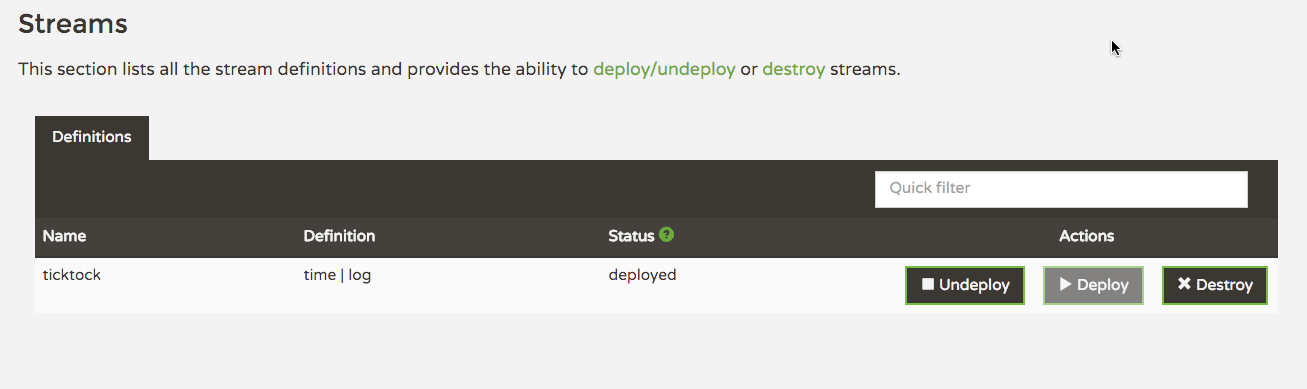 Streams
This section lists all the stream definitions and provides the ability to deploy/undeploy or destroy streams.
Definitions
Quick filter
Name Definition Status ? Actions
ticktock time | log deployed Undeploy Deploy Destroy